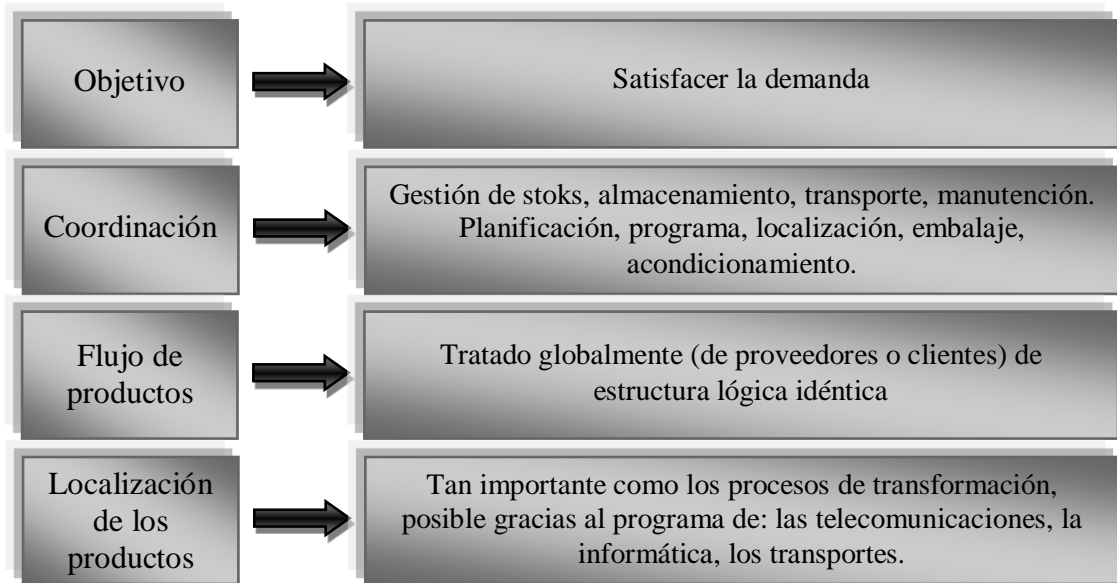 Objetivo
Satisfacer la demanda
Coordinación
Gestión de stoks, almacenamiento, transporte, manutención.
Planificación, programa, localización, embalaje,
acondicionamiento.
Flujo de
productos
Tratado globalmente (de proveedores o clientes) de
estructura lógica idéntica
Localización
de los
productos
Tan importante como los procesos de transformación,
posible gracias al programa de: las telecomunicaciones, la
informática, los transportes.